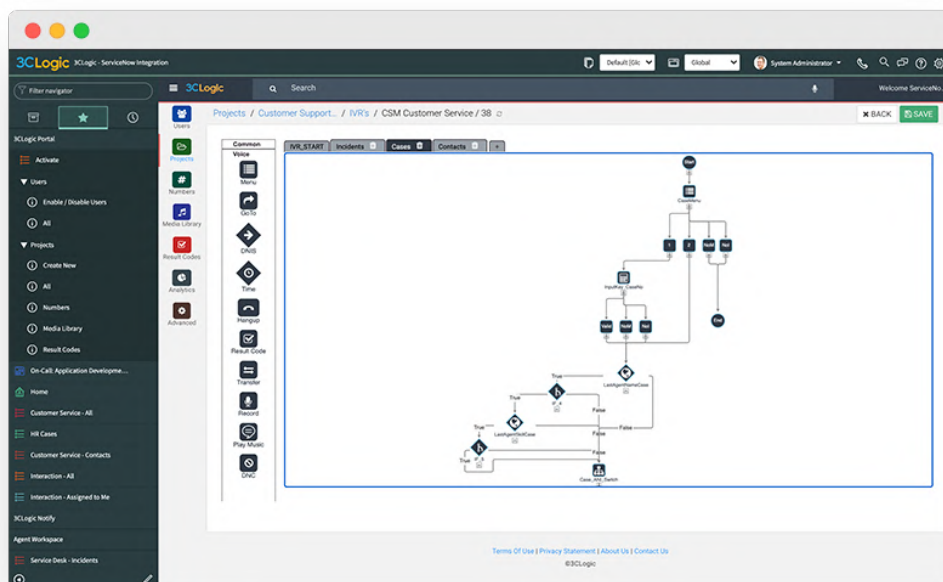 3CLogic 3CLogic - ServiceNow Integration
Default [Glc
Global
System Administrator
Filter navigator
3CLogic
Search
Welcome ServiceNo.
3CLogic Portal
Activate
Users
Enable / Disable Users
All
Projects
Create New
All
Numbers
Media Library
Result Codes
On-Call: Application Developme...
Home
Customer Service - All
HR Cases
Customer Service - Contacts
Interaction - All
Interaction - Assigned to Me
3CLogic Notify
Agent Workspace
Service Desk - Incidents
Users
Projects
Numbers
Media Library
Result Codes
Analytics
Advanced
Projects / Customer Support... / IVR's / CSM Customer Service / 38
BACK
SAVE
Common
Voice
Menu
GoTo
DNIS
Time
Hangup
Result Code
Transfer
Record
Play Music
DNC
IVR_START
Incidents
Cases
Contacts
+
Start
CaseMenu
1
2
NoM
NoI
InputKey_CaseNo
End
Valid
NoM
NoI
LastAgentNameCase
True
IF_4
False
True
LastAgentSkillCase
False
False
True
IF_5
False
True
Case_And_Switch
Terms Of Use | Privacy Statement | About Us | Contact Us
©3CLogic